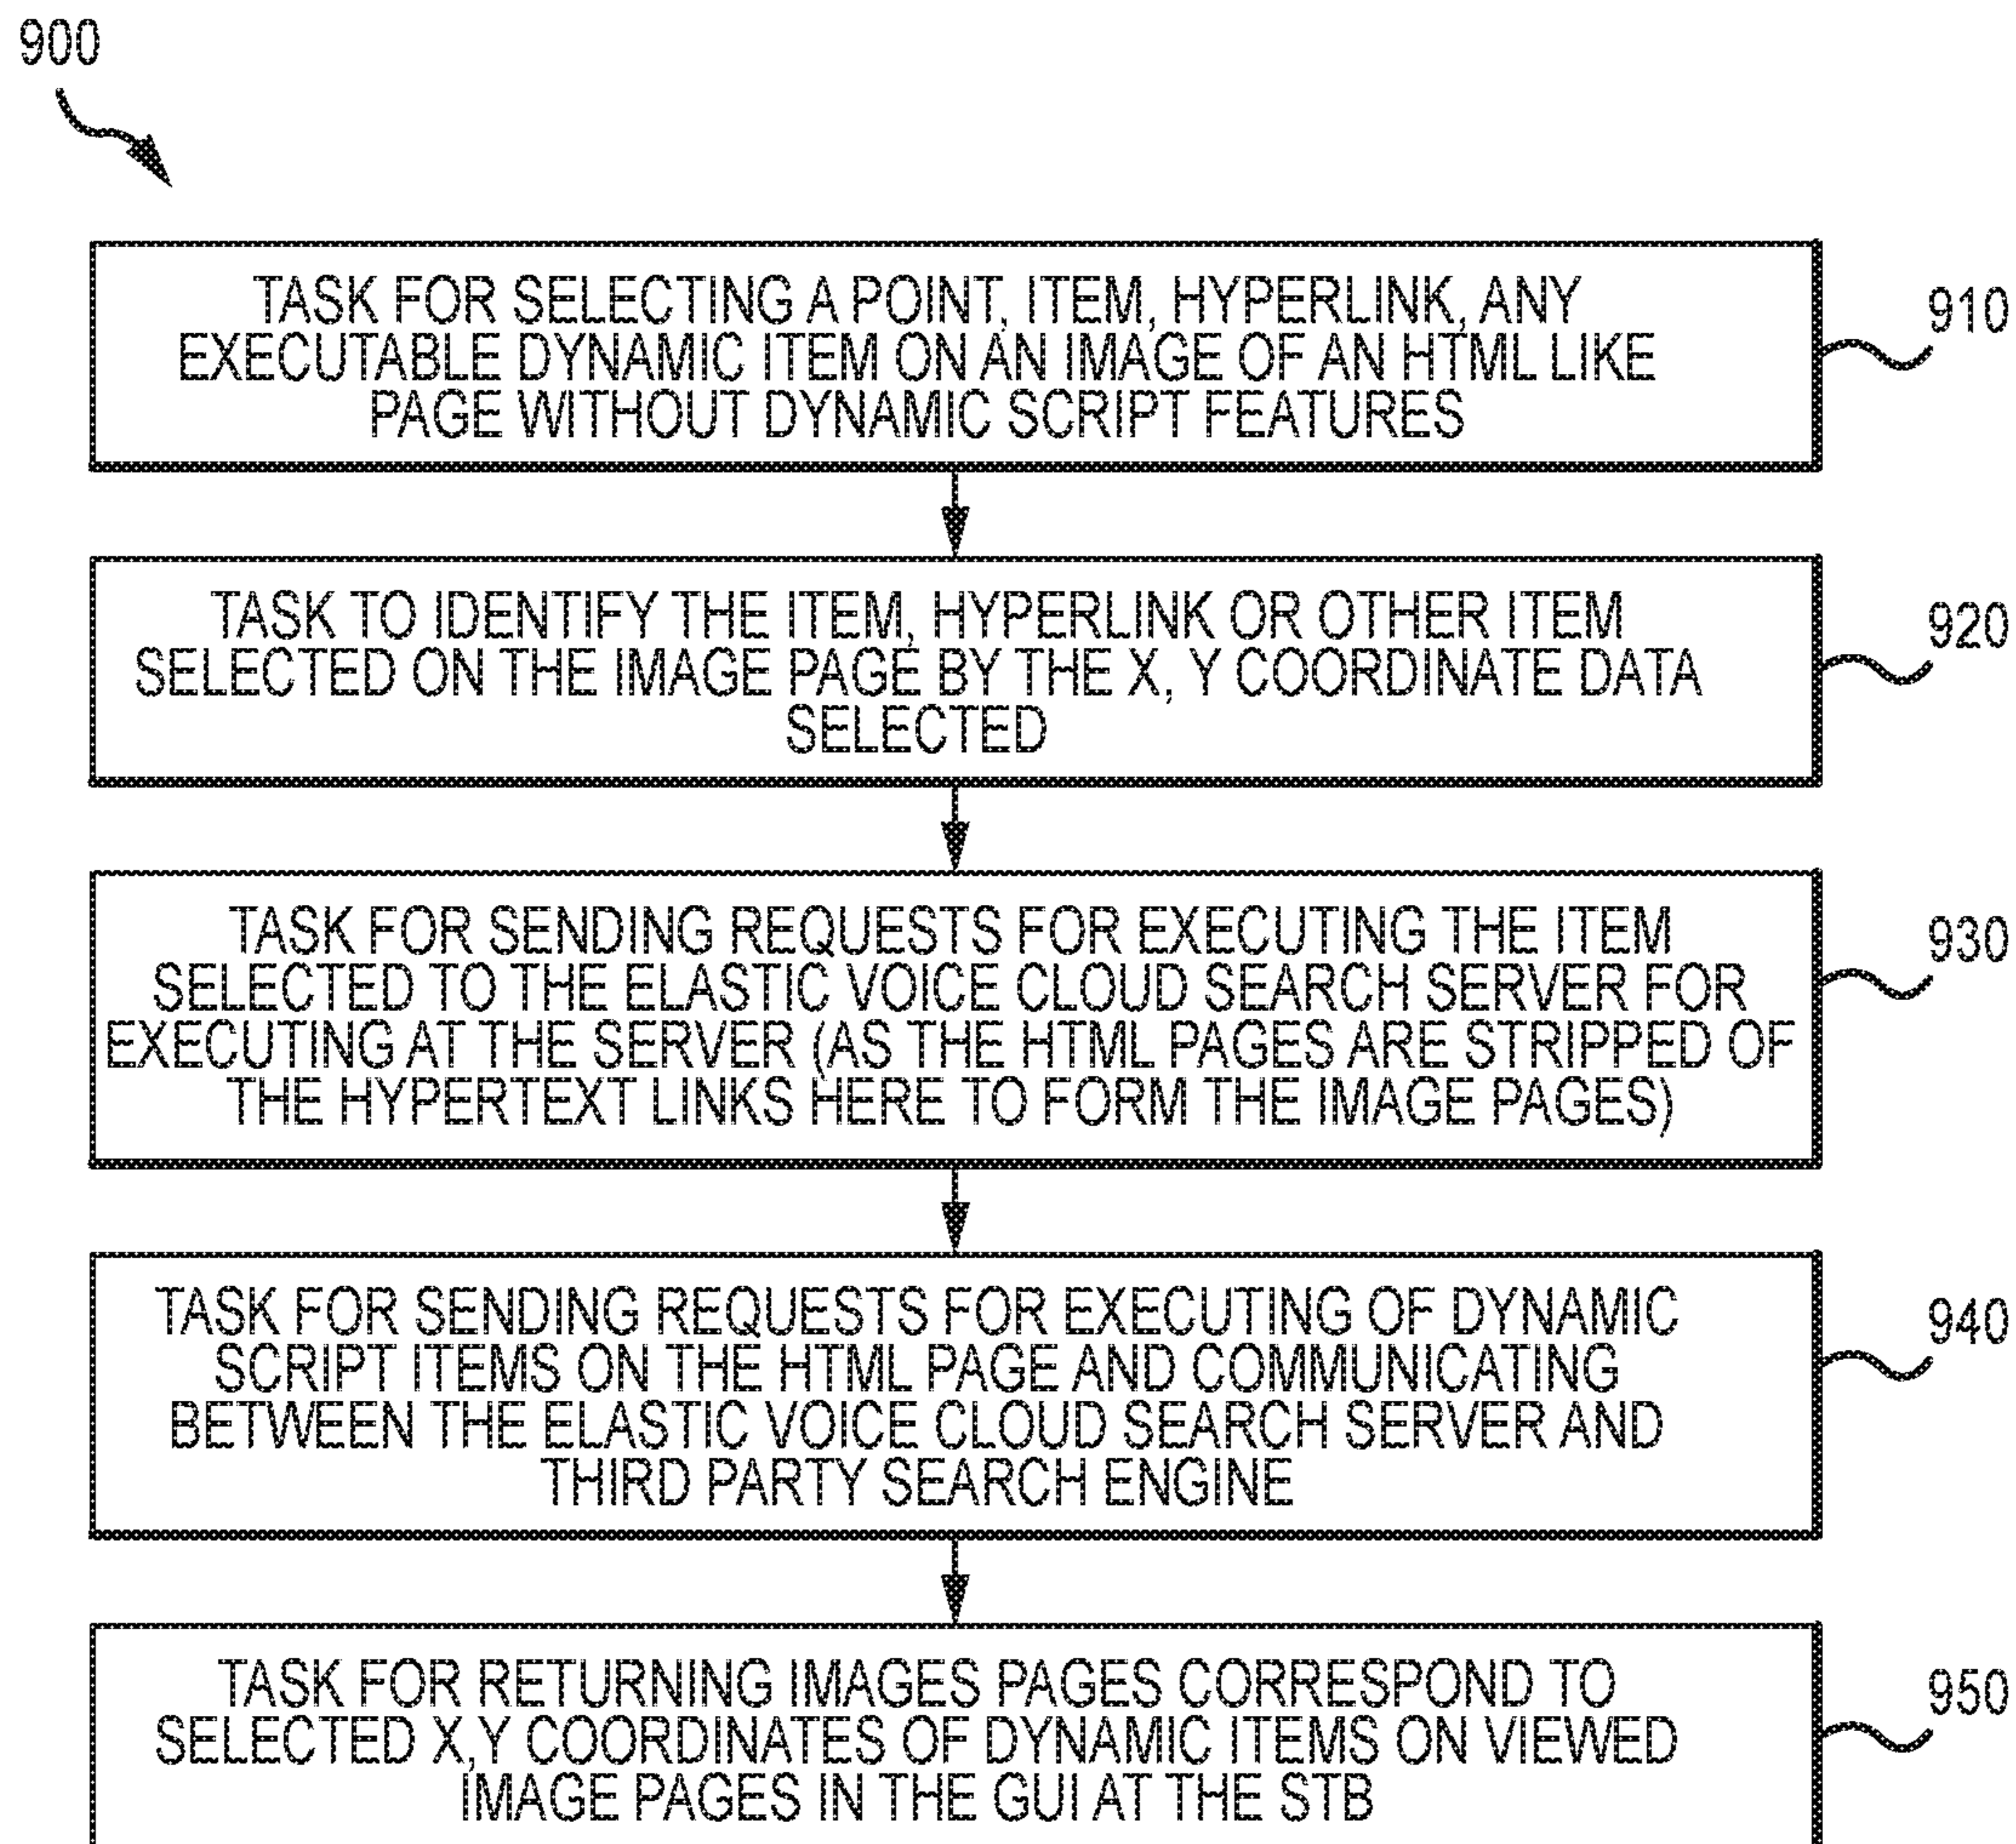 900
TASK FOR SELECTING A POINT, ITEM, HYPERLINK, ANY
EXECUTABLE DYNAMIC ITEM ON AN IMAGE OF AN HTML LIKE
PAGE WITHOUT DYNAMIC SCRIPT FEATURES
910
TASK TO IDENTIFY THE ITEM, HYPERLINK OR OTHER ITEM
SELECTED ON THE IMAGE PAGE BY THE X, Y COORDINATE DATA
SELECTED
920
TASK FOR SENDING REQUESTS FOR EXECUTING THE ITEM
SELECTED TO THE ELASTIC VOICE CLOUD SEARCH SERVER FOR
EXECUTING AT THE SERVER (AS THE HTML PAGES ARE STRIPPED OF
THE HYPERTEXT LINKS HERE TO FORM THE IMAGE PAGES)
930
TASK FOR SENDING REQUESTS FOR EXECUTING OF DYNAMIC
SCRIPT ITEMS ON THE HTML PAGE AND COMMUNICATING
BETWEEN THE ELASTIC VOICE CLOUD SEARCH SERVER AND
THIRD PARTY SEARCH ENGINE
940
TASK FOR RETURNING IMAGES PAGES CORRESPOND TO
SELECTED X,Y COORDINATES OF DYNAMIC ITEMS ON VIEWED
IMAGE PAGES IN THE GUI AT THE STB
950